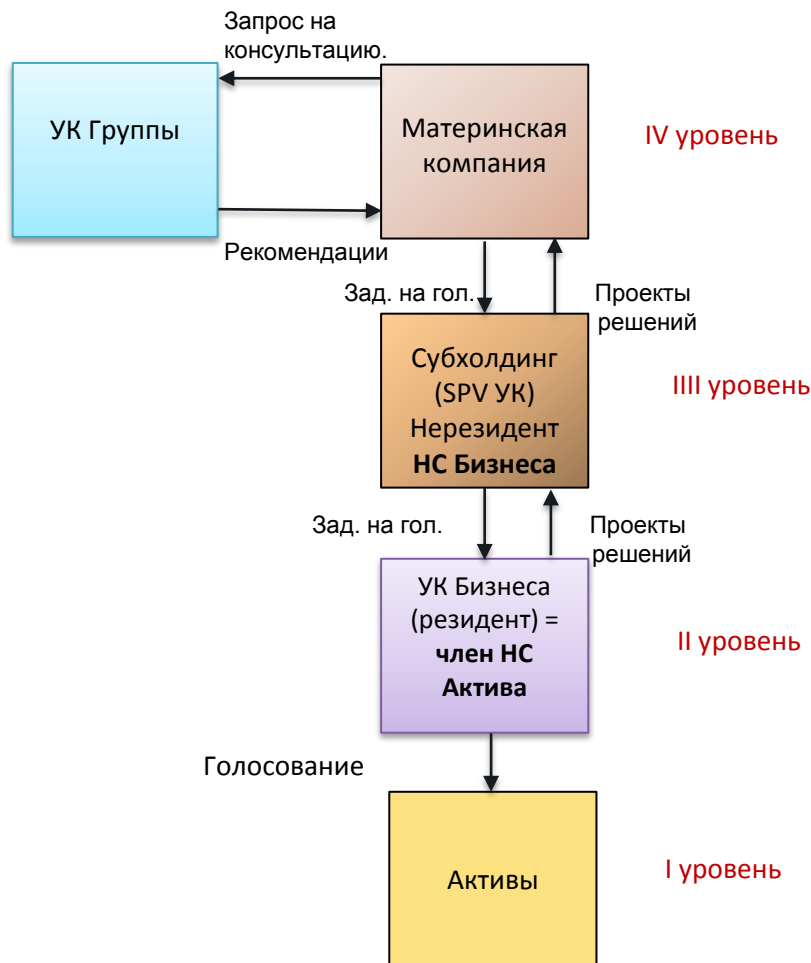 Запрос на
консультацию.
УК Группы
Материнская
компания
IV уровень
Рекомендации
Зад. на гол.
Проекты
решений
Субхолдинг
(SPV УК)
Нерезидент
НС Бизнеса
IIII уровень
Зад. на гол.
Проекты
решений
УК Бизнеса
(резидент) =
член НС
Актива
II уровень
Голосование
Активы
I уровень